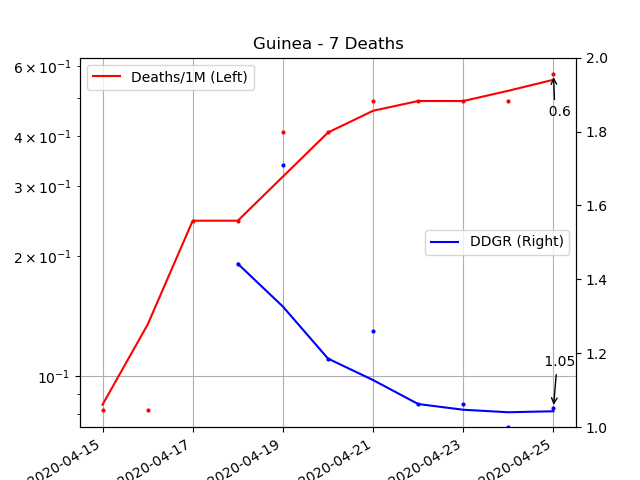 Guinea - 7 Deaths
6 × 10⁻¹
4 × 10⁻¹
3 × 10⁻¹
2 × 10⁻¹
10⁻¹
Deaths/1M (Left)
DDGR (Right)
0.6
1.05
2.0
1.8
1.6
1.4
1.2
1.0
2020-04-15
2020-04-17
2020-04-19
2020-04-21
2020-04-23
2020-04-25